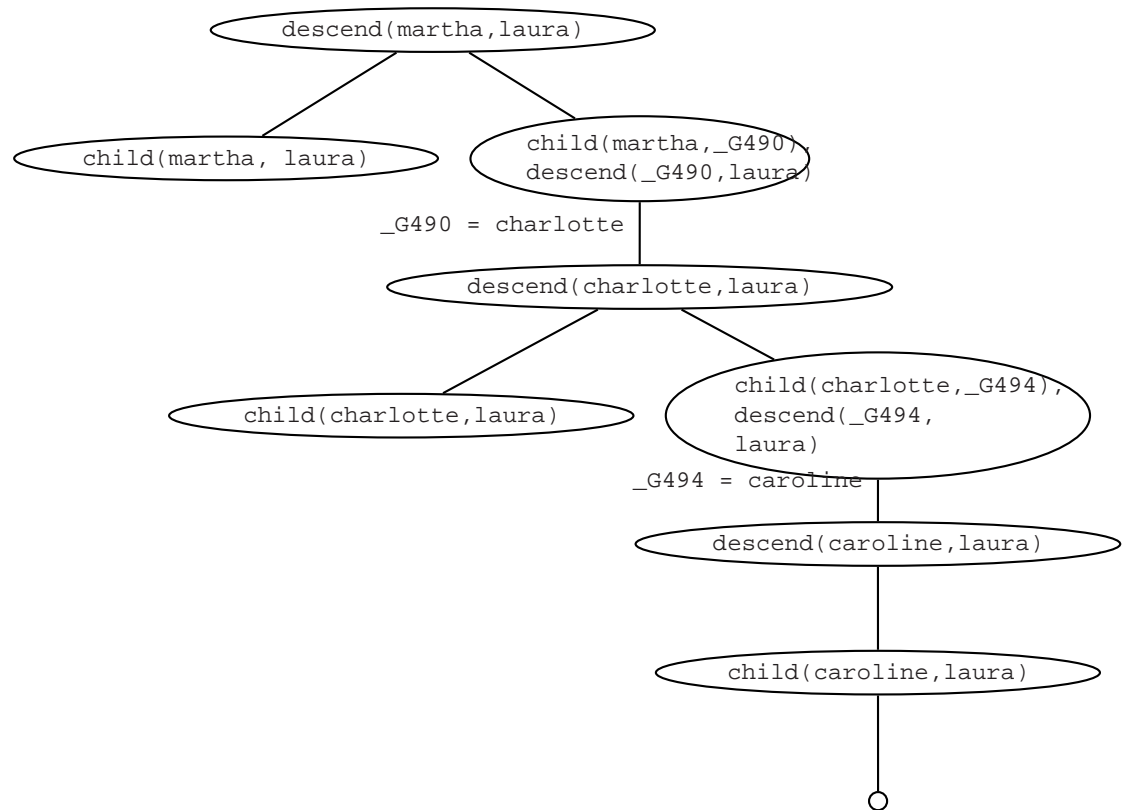 descend(martha,laura)
child(martha, laura)
child(martha,_G490),
descend(_G490,laura)
_G490 = charlotte
descend(charlotte,laura)
child(charlotte,laura)
child(charlotte,_G494),
descend(_G494,
laura)
_G494 = caroline
descend(caroline,laura)
child(caroline,laura)